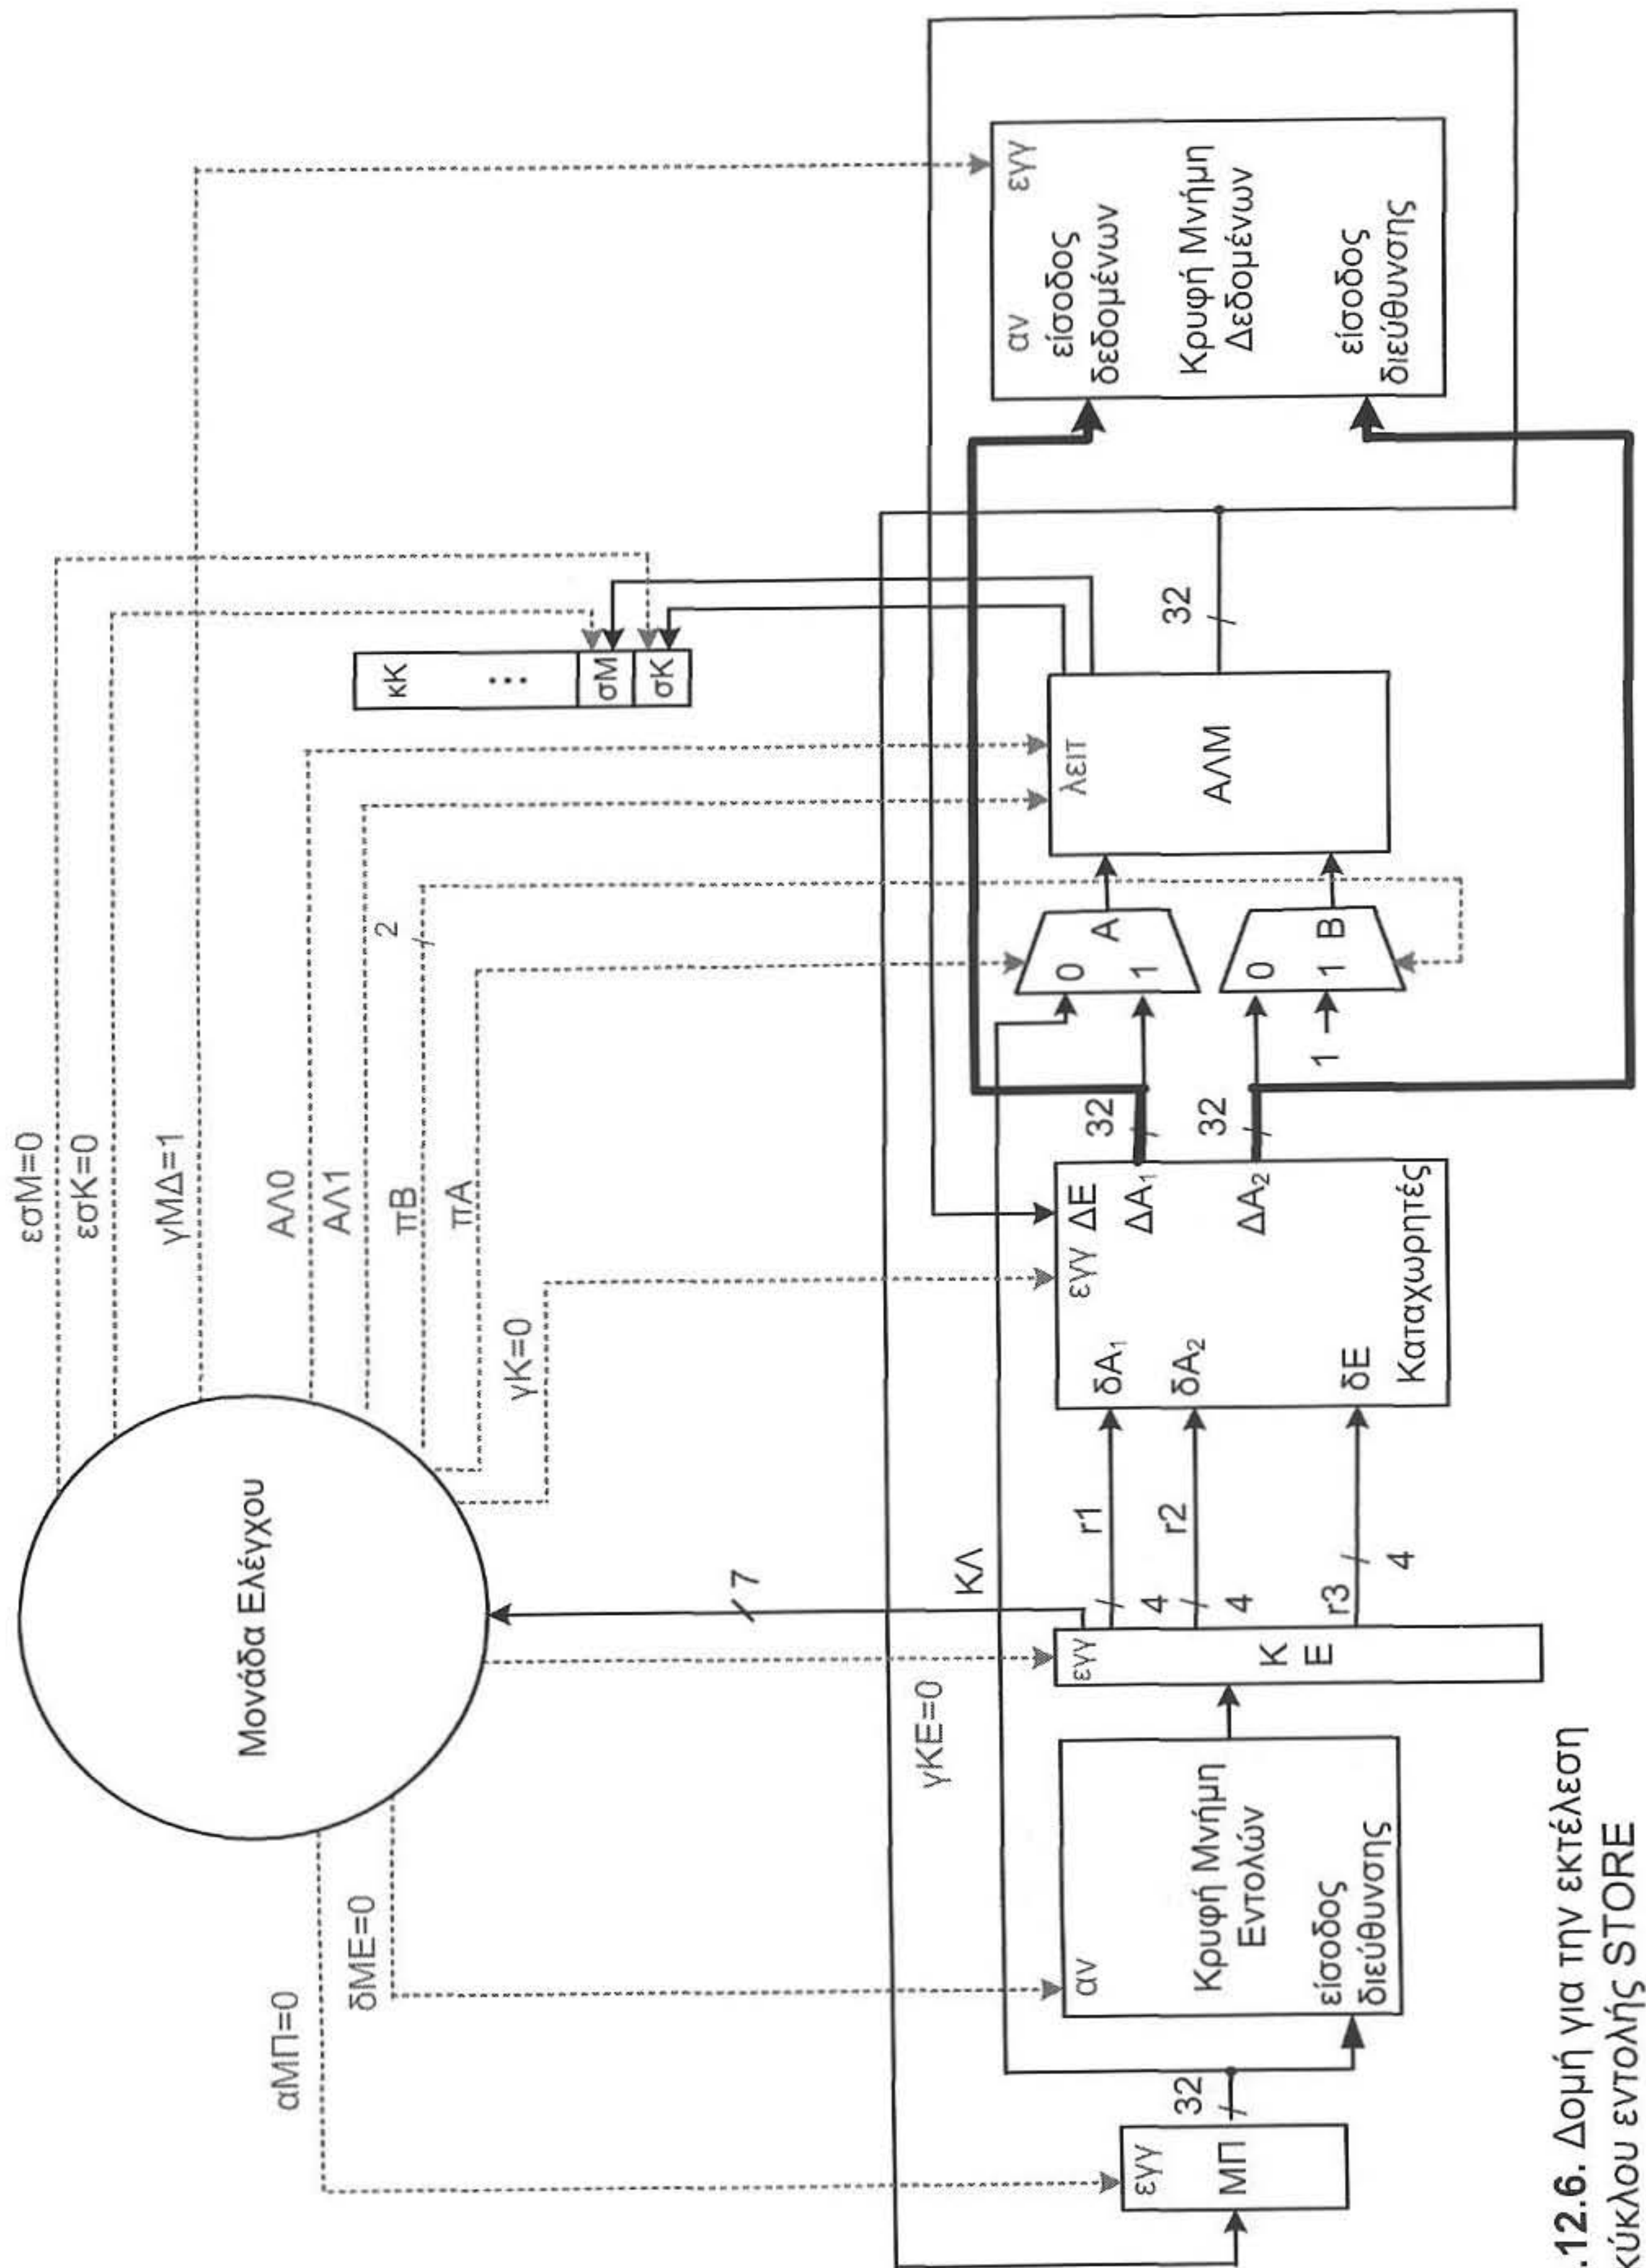 εσΜ=0
εσΚ=0
γΜΔ=1
ΑΛ0
ΑΛ1
πΒ
2
πΑ
γΚ=0
Μονάδα Ελέγχου
αΜΠ=0
δΜΕ=0
7
κΚ
⋮
σΜ
σΚ
γΚΕ=0
ΚΛ
εγγ
ΜΠ
32
αν
Κρυφή Μνήμη
Εντολών
είσοδος
διεύθυνσης
εγγ
Κ
Ε
r1
4
r2
4
r3
4
εγγ ΔΕ
δΑ1
ΔΑ1
δΑ2
ΔΑ2
δΕ
Καταχωρητές
32
32
1
0
Α
1
0
1 Β
λειτ
ΑΛΜ
32
αν
εγγ
είσοδος
δεδομένων
Κρυφή Μνήμη
Δεδομένων
είσοδος
διεύθυνσης
.12.6. Δομή για την εκτέλεση
κύκλου εντολής STORE